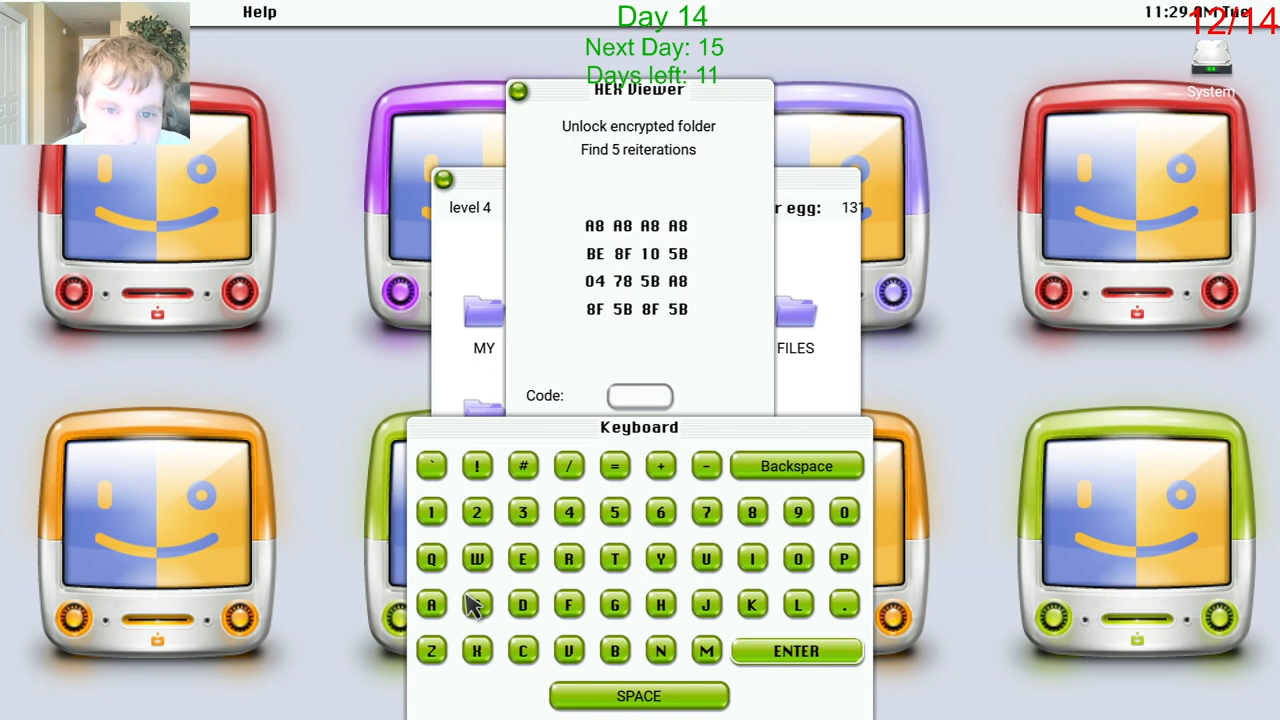 Help
11:29 AM Tue
12/14
Day 14
Next Day: 15
Days left: 11
System
HEX Viewer
Unlock encrypted folder
Find 5 reiterations
level 4
r egg: 131
A8 A8 A8 A8
BE 8F 10 5B
04 78 5B A8
8F 5B 8F 5B
MY
FILES
Code:
Keyboard
` ! # / = + - Backspace
1 2 3 4 5 6 7 8 9 0
Q W E R T Y U I O P
A D F G H J K L .
Z X C V B N M ENTER
SPACE